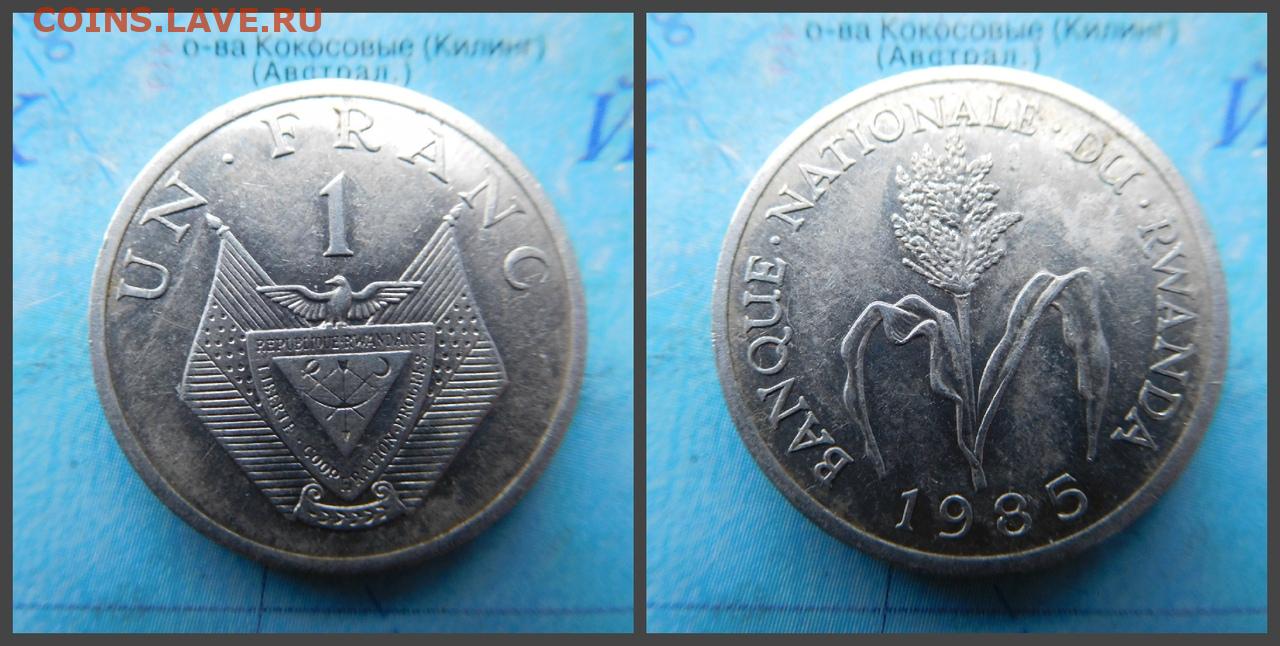 COINS.LAVE.RU
о-ва Кокосовые (Килинг)
(Австрал.)
Й
UN · FRANC
1
REPUBLIQUE RWANDAISE
LIBERTE · COOPERATION · PROGRES
о-ва Кокосовые (Килинг)
(Австрал.)
Й
BANQUE · NATIONALE · DU · RWANDA
1985